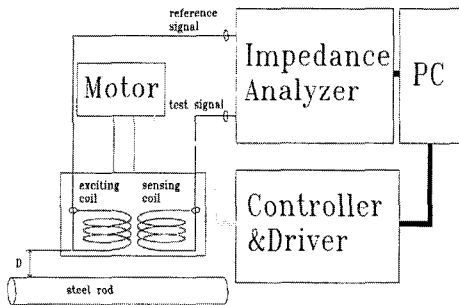 reference
signal
Impedance
Analyzer
PC
Motor
test signal
exciting
coil
sensing
coil
Controller
&Driver
D
steel rod